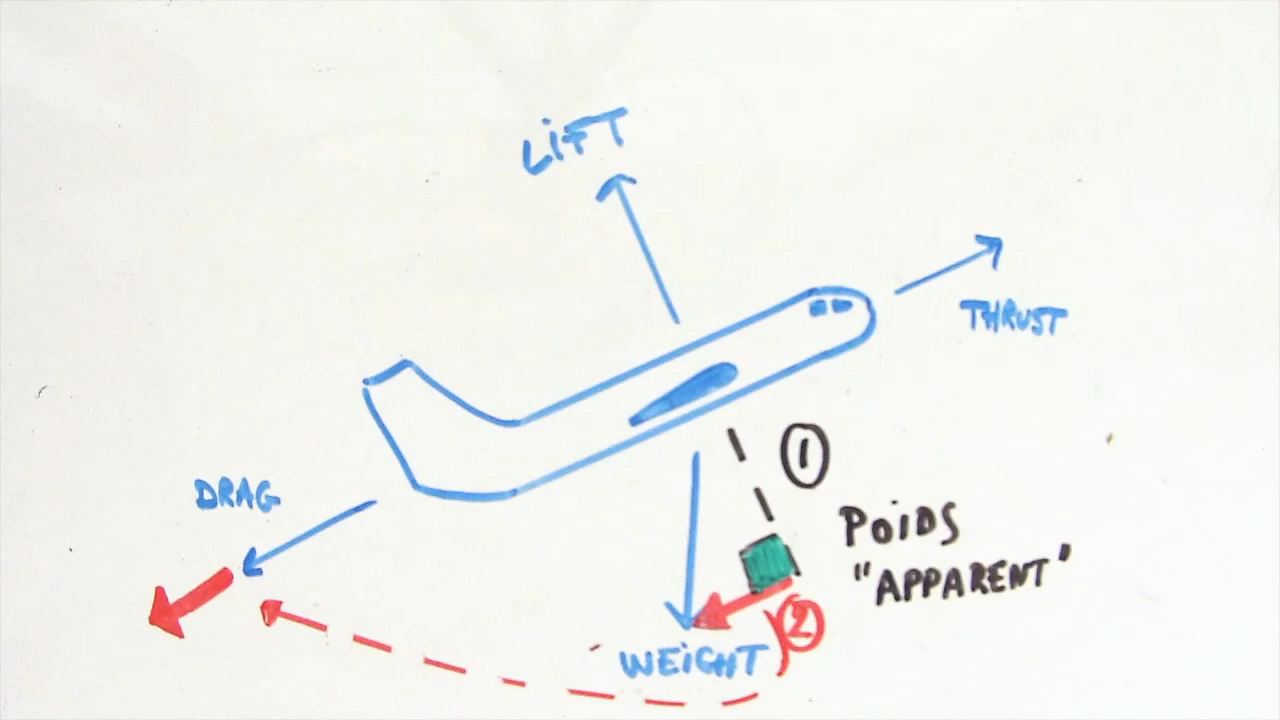 LiFT
THRUST
DRAG
①
POiDS
"APPARENT"
②
WEiGHT